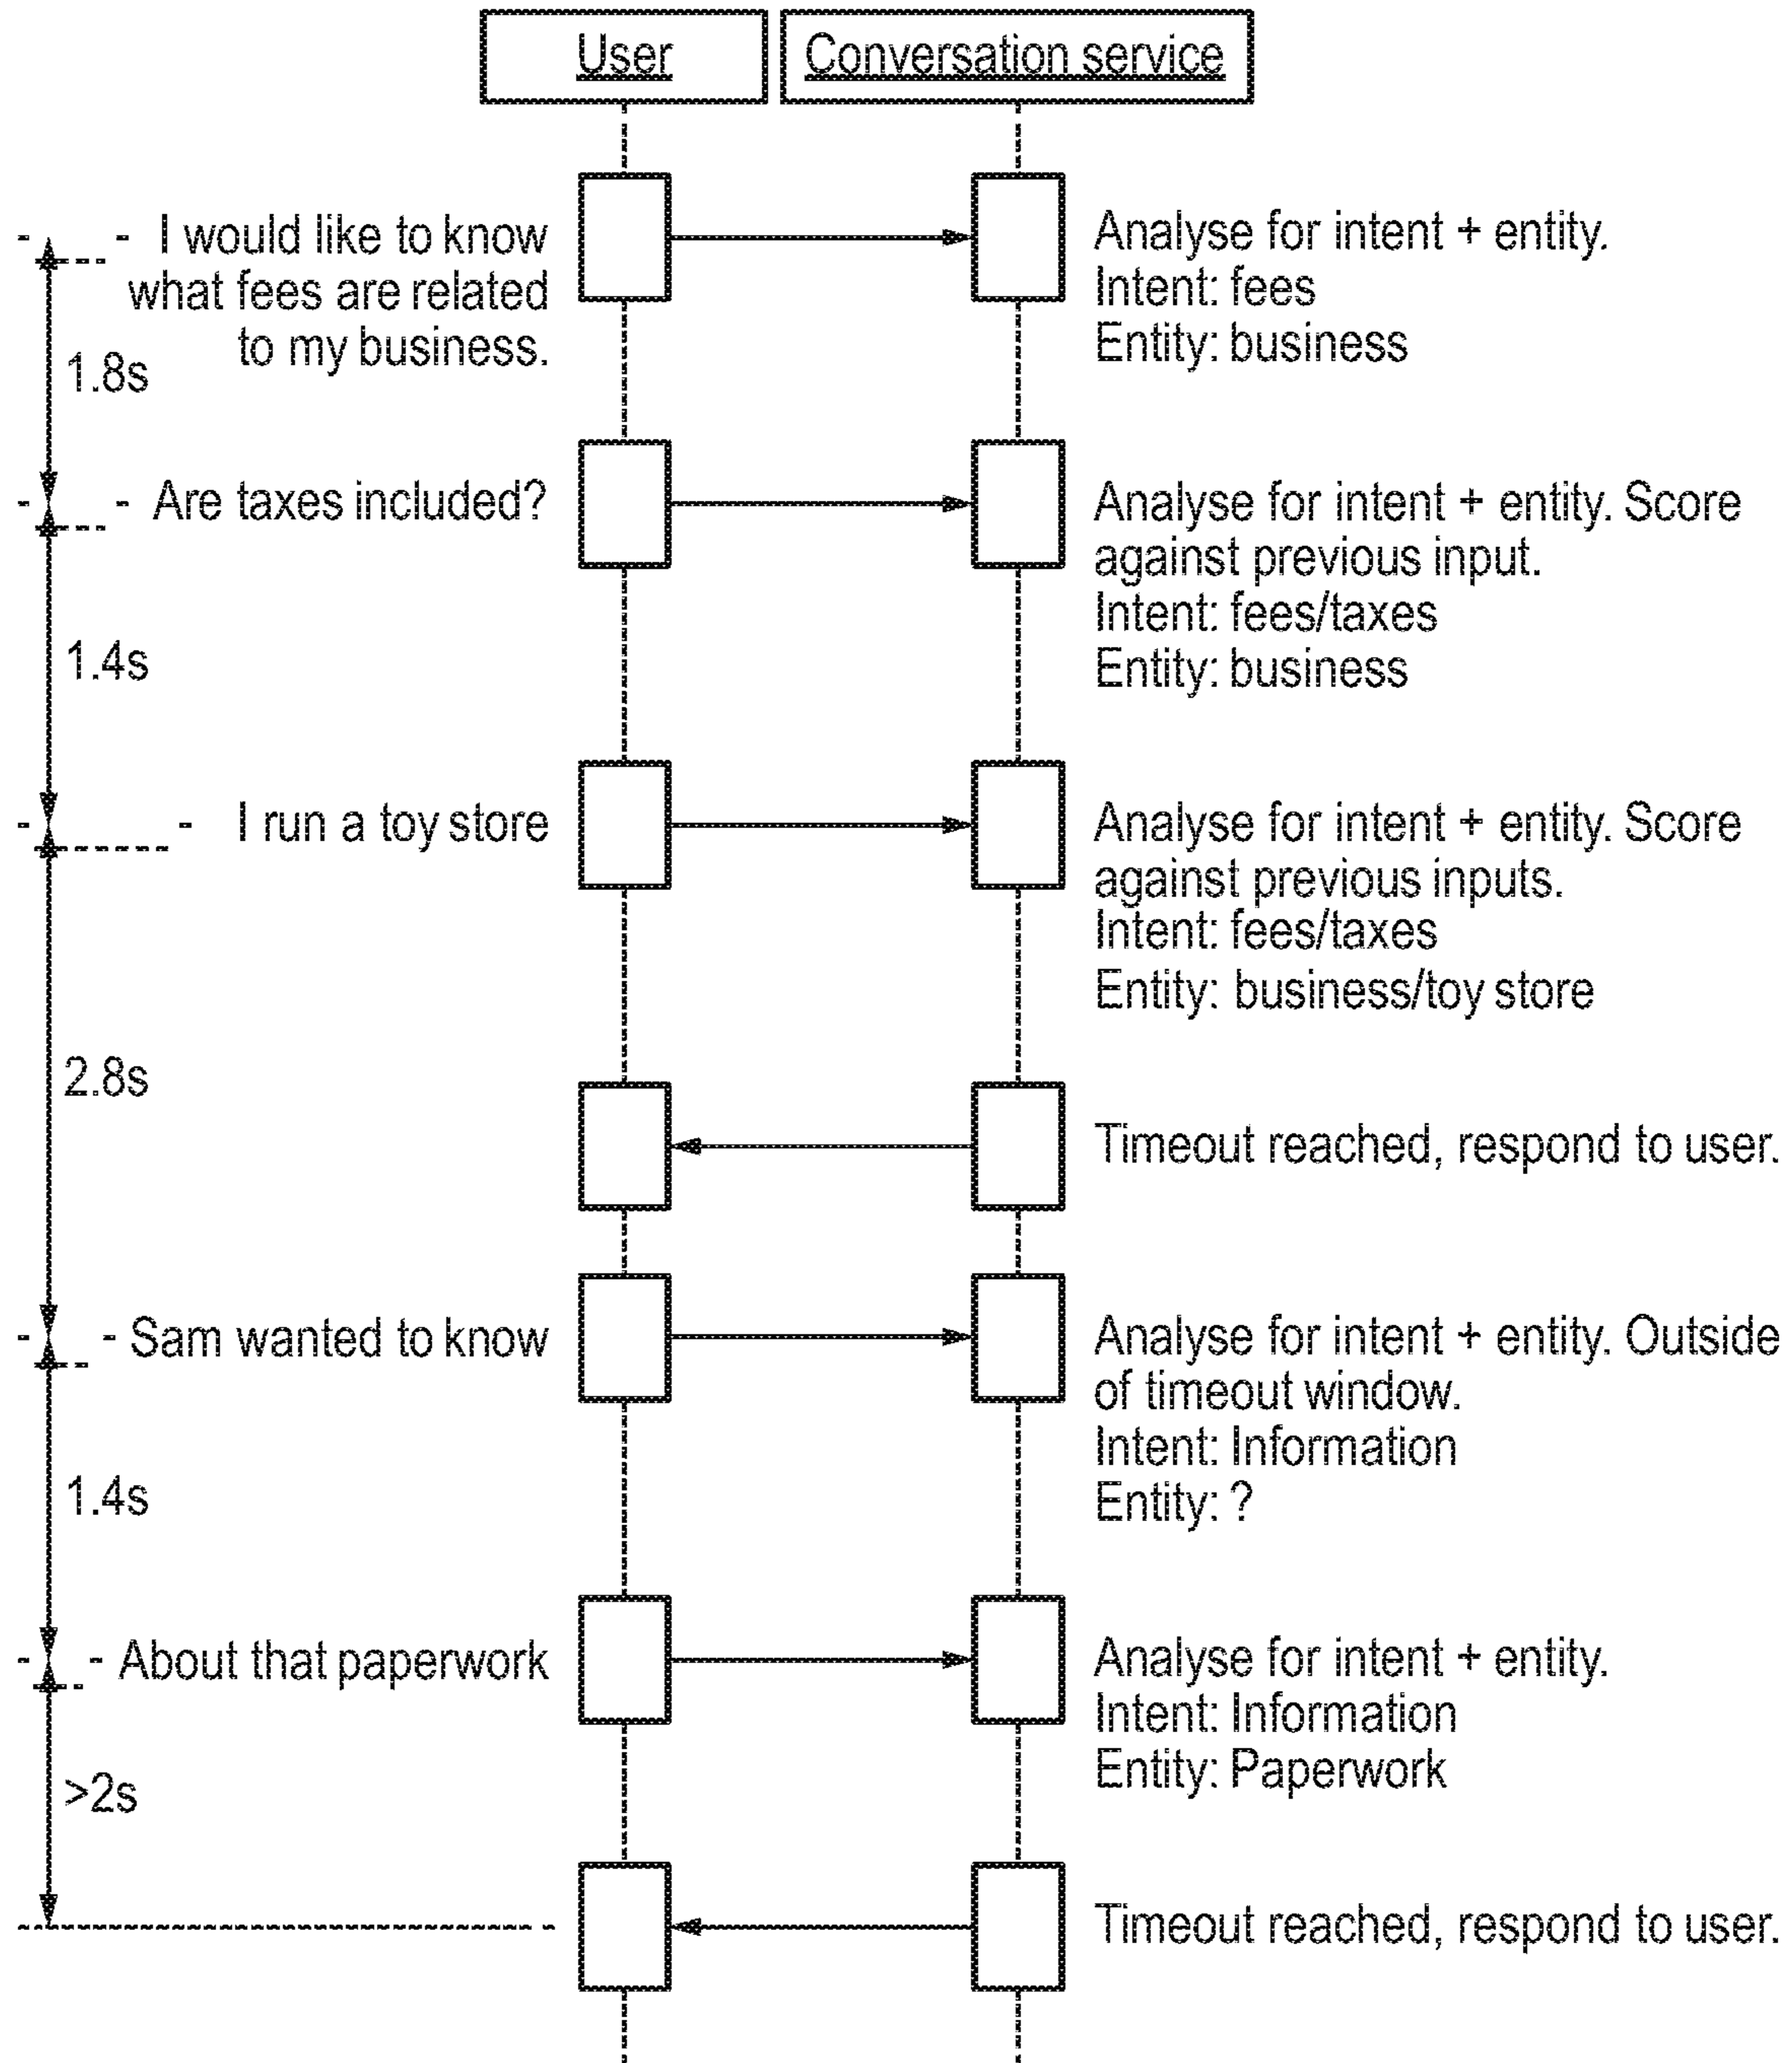 User
Conversation service
I would like to know
what fees are related
to my business.
Analyse for intent + entity.
Intent: fees
Entity: business
1.8s
Are taxes included?
Analyse for intent + entity. Score
against previous input.
Intent: fees/taxes
Entity: business
1.4s
I run a toy store
Analyse for intent + entity. Score
against previous inputs.
Intent: fees/taxes
Entity: business/toy store
2.8s
Timeout reached, respond to user.
Sam wanted to know
Analyse for intent + entity. Outside
of timeout window.
Intent: Information
Entity: ?
1.4s
About that paperwork
Analyse for intent + entity.
Intent: Information
Entity: Paperwork
>2s
Timeout reached, respond to user.